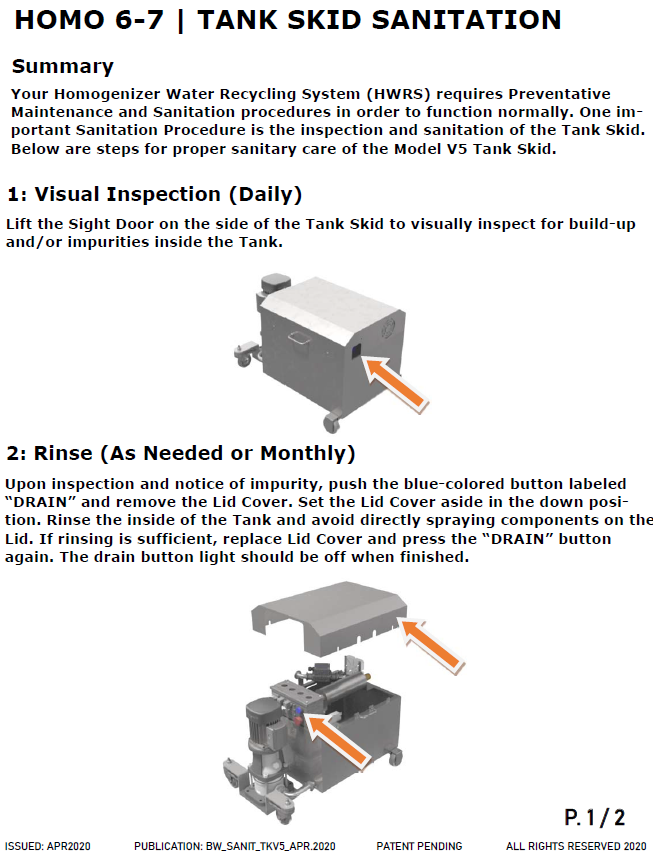 HOMO 6-7 | TANK SKID SANITATION
Summary
Your Homogenizer Water Recycling System (HWRS) requires Preventative
Maintenance and Sanitation procedures in order to function normally. One im-
portant Sanitation Procedure is the inspection and sanitation of the Tank Skid.
Below are steps for proper sanitary care of the Model V5 Tank Skid.
1: Visual Inspection (Daily)
Lift the Sight Door on the side of the Tank Skid to visually inspect for build-up
and/or impurities inside the Tank.
2: Rinse (As Needed or Monthly)
Upon inspection and notice of impurity, push the blue-colored button labeled
“DRAIN” and remove the Lid Cover. Set the Lid Cover aside in the down posi-
tion. Rinse the inside of the Tank and avoid directly spraying components on the
Lid. If rinsing is sufficient, replace Lid Cover and press the “DRAIN” button
again. The drain button light should be off when finished.
P. 1 / 2
ISSUED: APR2020 PUBLICATION: BW_SANIT_TKV5_APR.2020 PATENT PENDING ALL RIGHTS RESERVED 2020